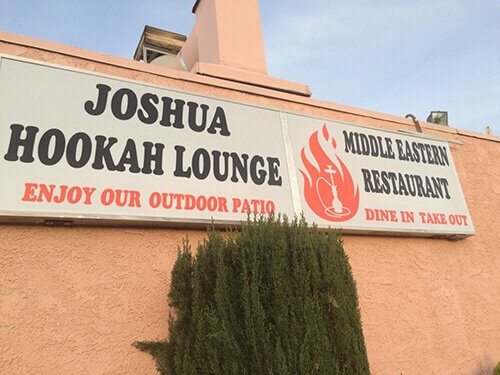 JOSHUA
HOOKAH LOUNGE
ENJOY OUR OUTDOOR PATIO
MIDDLE EASTERN
RESTAURANT
DINE IN TAKE OUT